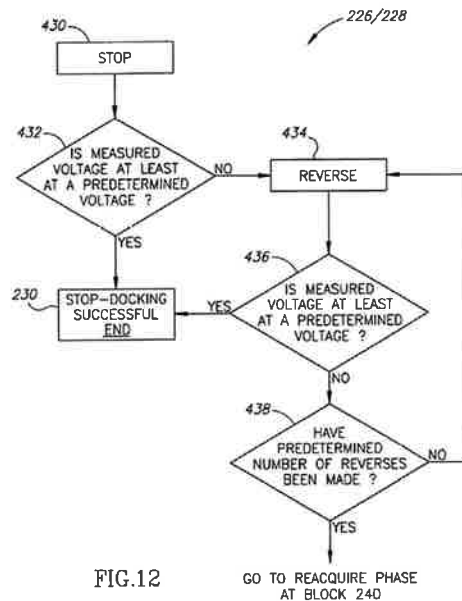 226/228
430
STOP
432
IS MEASURED
VOLTAGE AT LEAST
AT A PREDETERMINED
VOLTAGE ?
NO
434
REVERSE
YES
436
IS MEASURED
VOLTAGE AT LEAST
AT A PREDETERMINED
VOLTAGE ?
230
STOP-DOCKING
SUCCESSFUL
END
YES
NO
438
HAVE
PREDETERMINED
NUMBER OF REVERSES
BEEN MADE ?
NO
YES
FIG.12
GO TO REACQUIRE PHASE
AT BLOCK 240